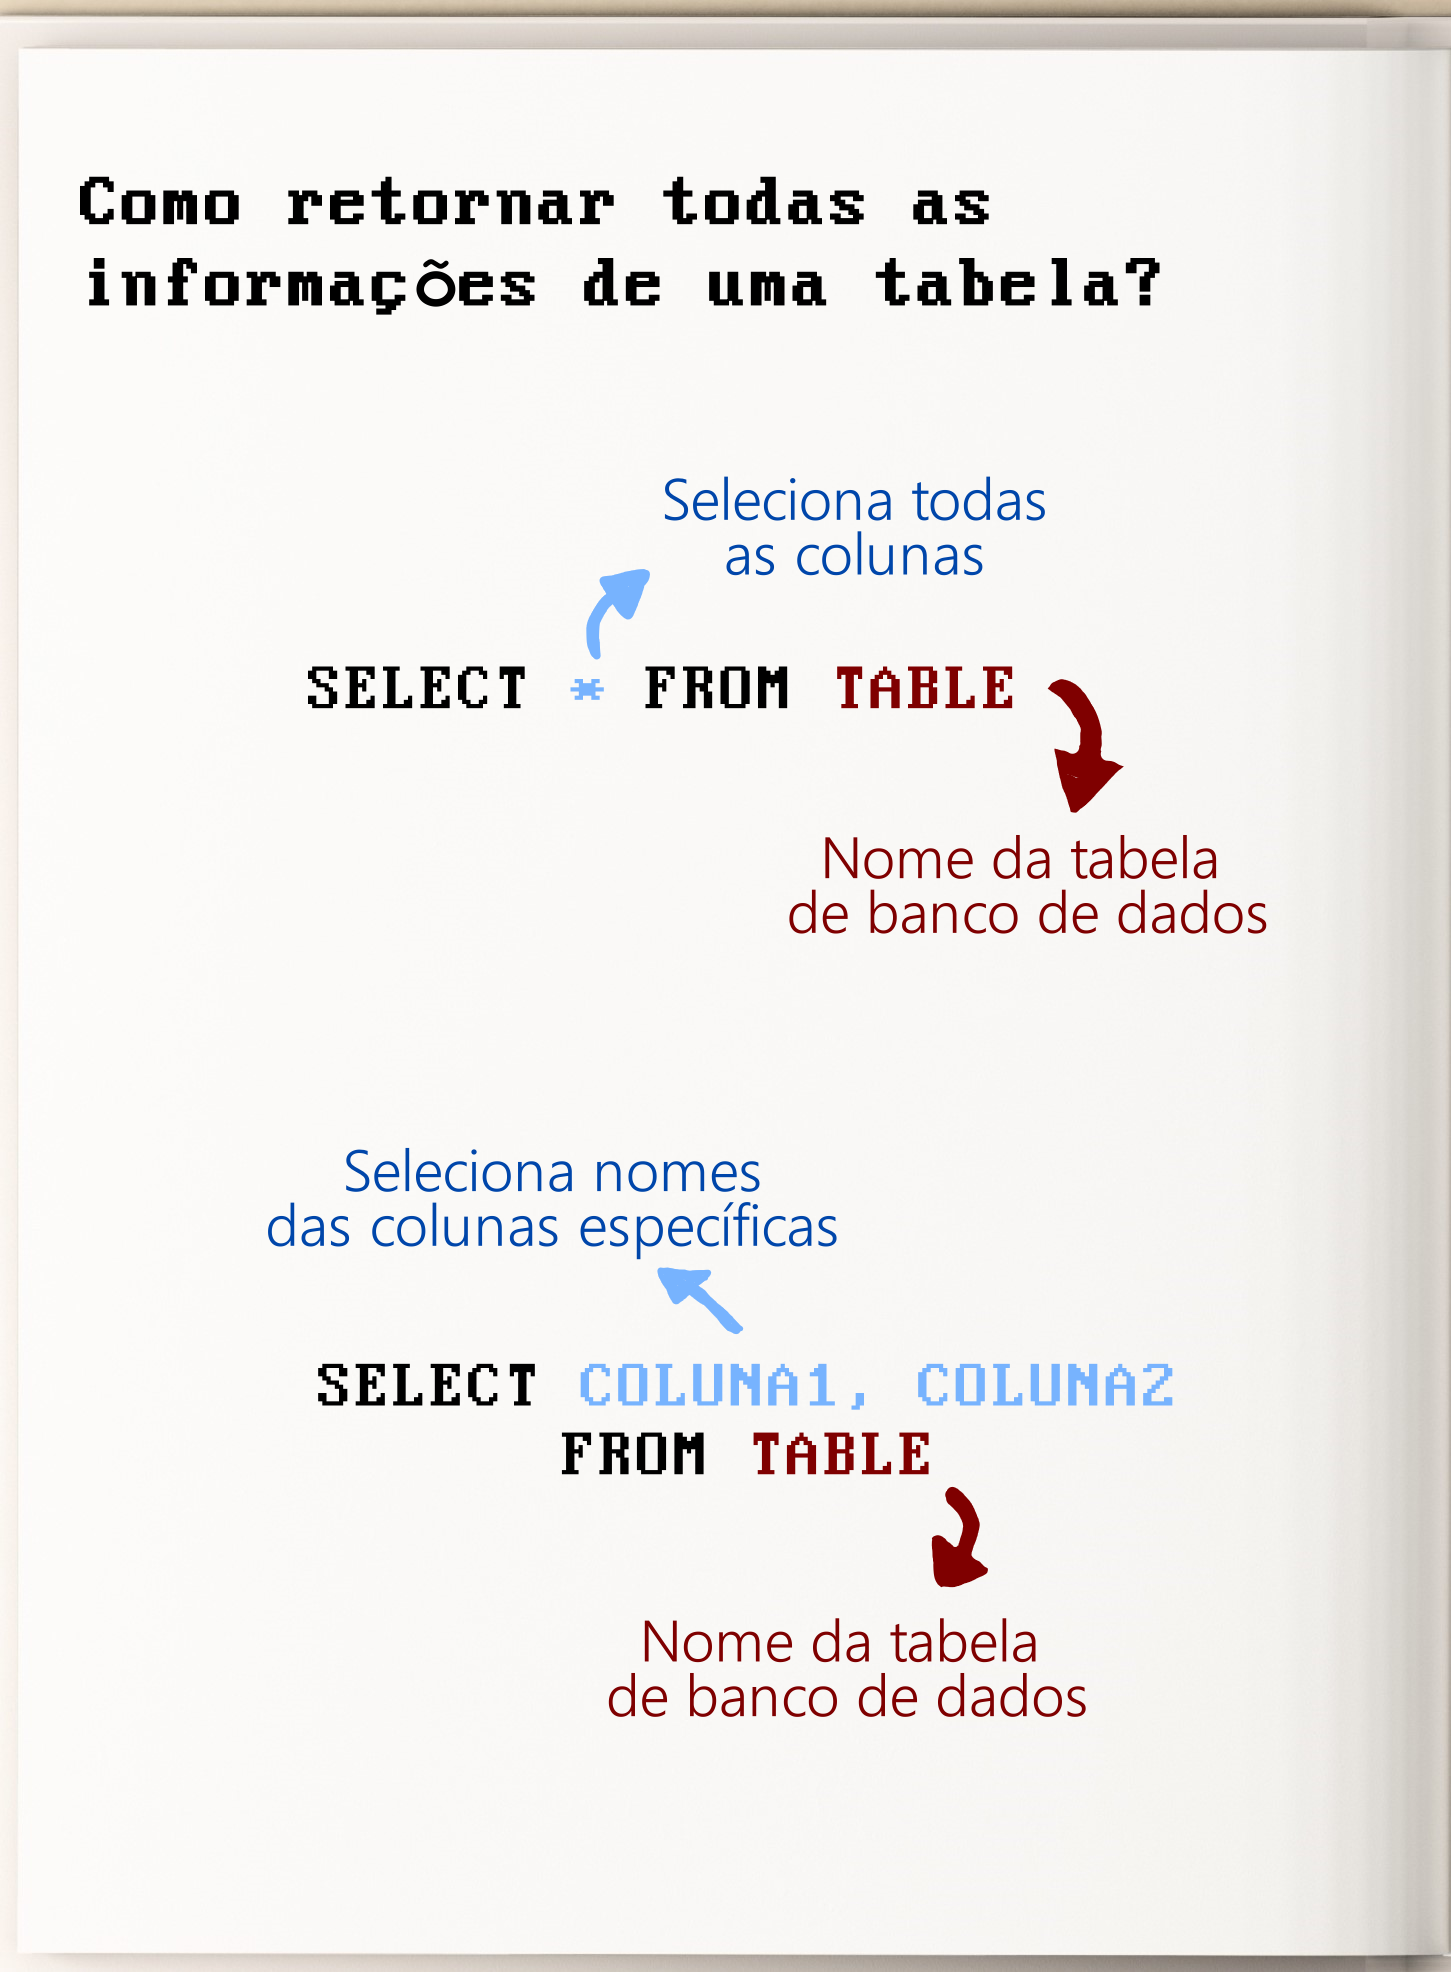 Como retornar todas as
informações de uma tabela?
Seleciona todas
as colunas
SELECT * FROM TABLE
Nome da tabela
de banco de dados
Seleciona nomes
das colunas específicas
SELECT COLUNA1, COLUNA2
FROM TABLE
Nome da tabela
de banco de dados